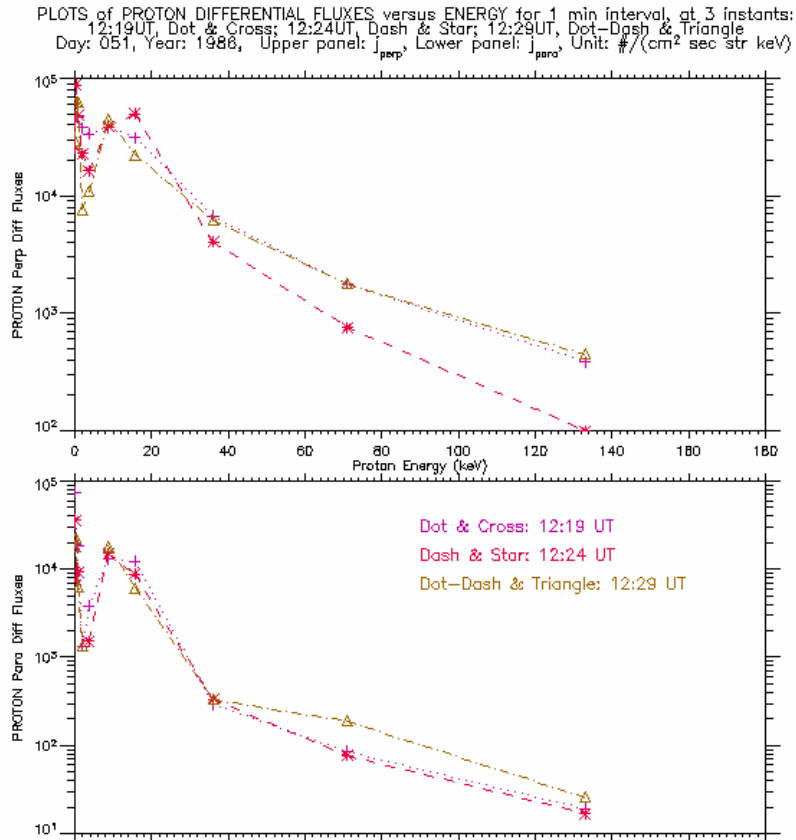 PLOTS of PROTON DIFFERENTIAL FLUXES versus ENERGY for 1 min interval, at 3 instants:
12:19UT, Dot & Cross; 12:24UT, Dash & Star; 12:29UT, Dot-Dash & Triangle
Day: 051, Year: 1986, Upper panel: j_perp, Lower panel: j_para, Unit: #/(cm² sec str keV)
PROTON Perp Diff Fluxes
10⁵
10⁴
10³
10²
0 20 40 60 80 100 120 140 160 180
Proton Energy (keV)
PROTON Para Diff Fluxes
10⁵
10⁴
10³
10²
10¹
Dot & Cross: 12:19 UT
Dash & Star: 12:24 UT
Dot-Dash & Triangle: 12:29 UT